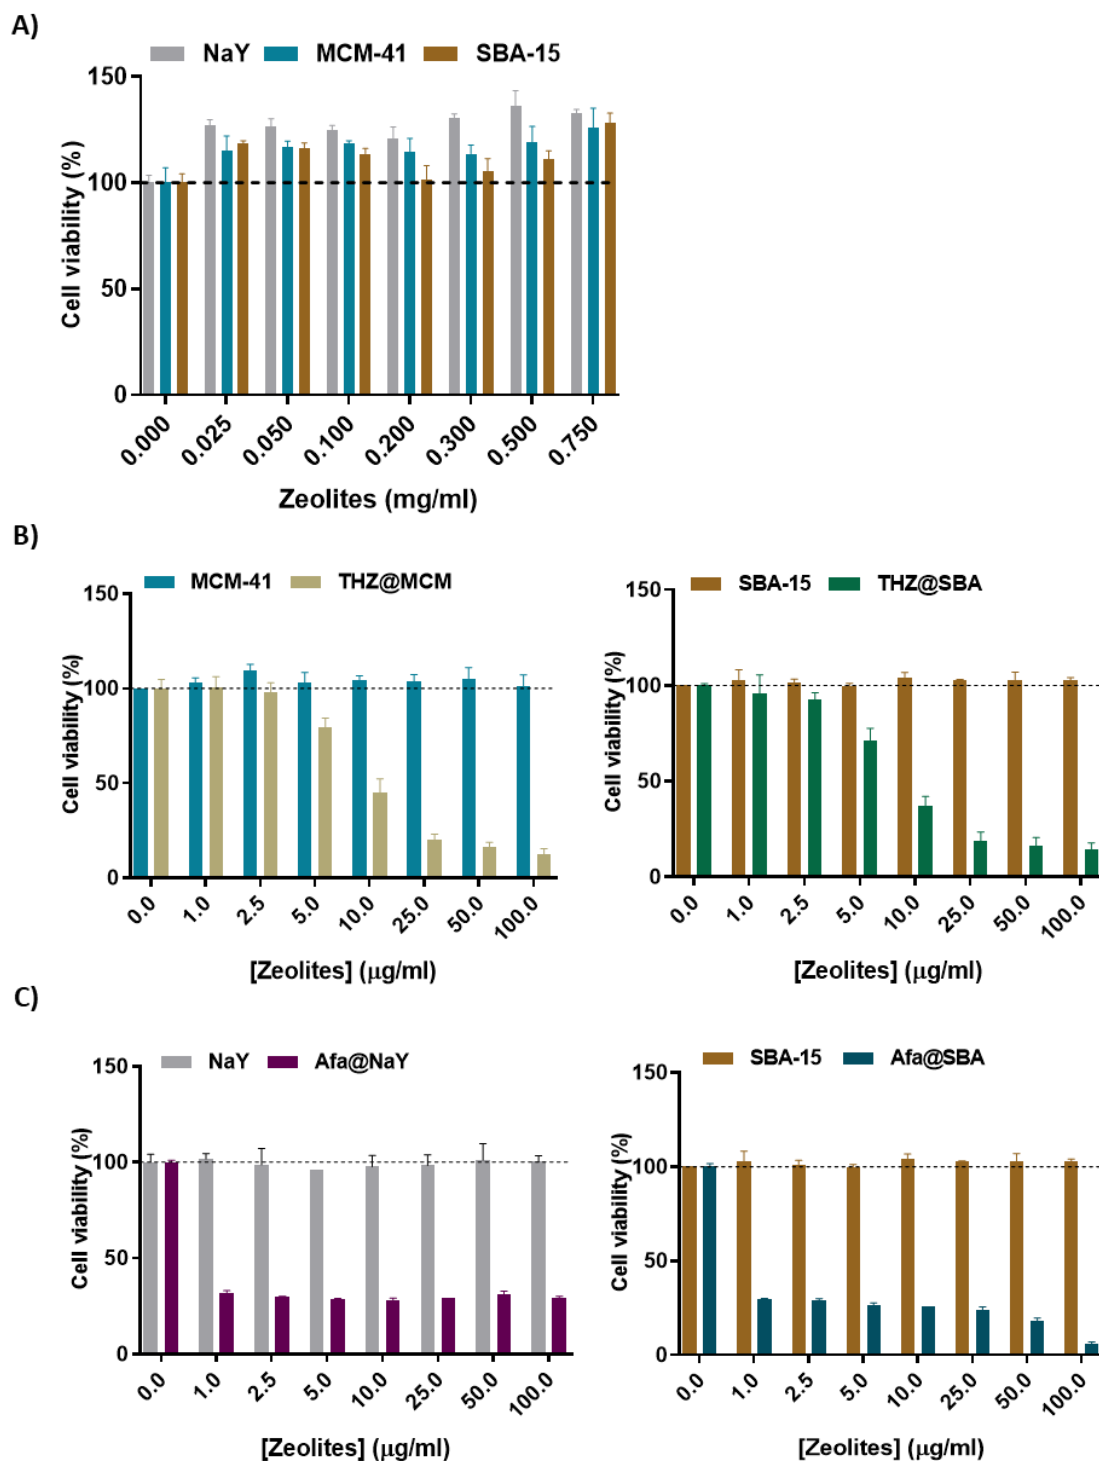 A)
NaY MCM-41 SBA-15
150
100
50
0
Cell viability (%)
0.000 0.025 0.050 0.100 0.200 0.300 0.500 0.750
Zeolites (mg/ml)
B)
MCM-41 THZ@MCM
150
100
50
0
Cell viability (%)
0.0 1.0 2.5 5.0 10.0 25.0 50.0 100.0
[Zeolites] (μg/ml)
SBA-15 THZ@SBA
150
100
50
0
Cell viability (%)
0.0 1.0 2.5 5.0 10.0 25.0 50.0 100.0
[Zeolites] (μg/ml)
C)
NaY Afa@NaY
150
100
50
0
Cell viability (%)
0.0 1.0 2.5 5.0 10.0 25.0 50.0 100.0
[Zeolites] (μg/ml)
SBA-15 Afa@SBA
150
100
50
0
Cell viability (%)
0.0 1.0 2.5 5.0 10.0 25.0 50.0 100.0
[Zeolites] (μg/ml)